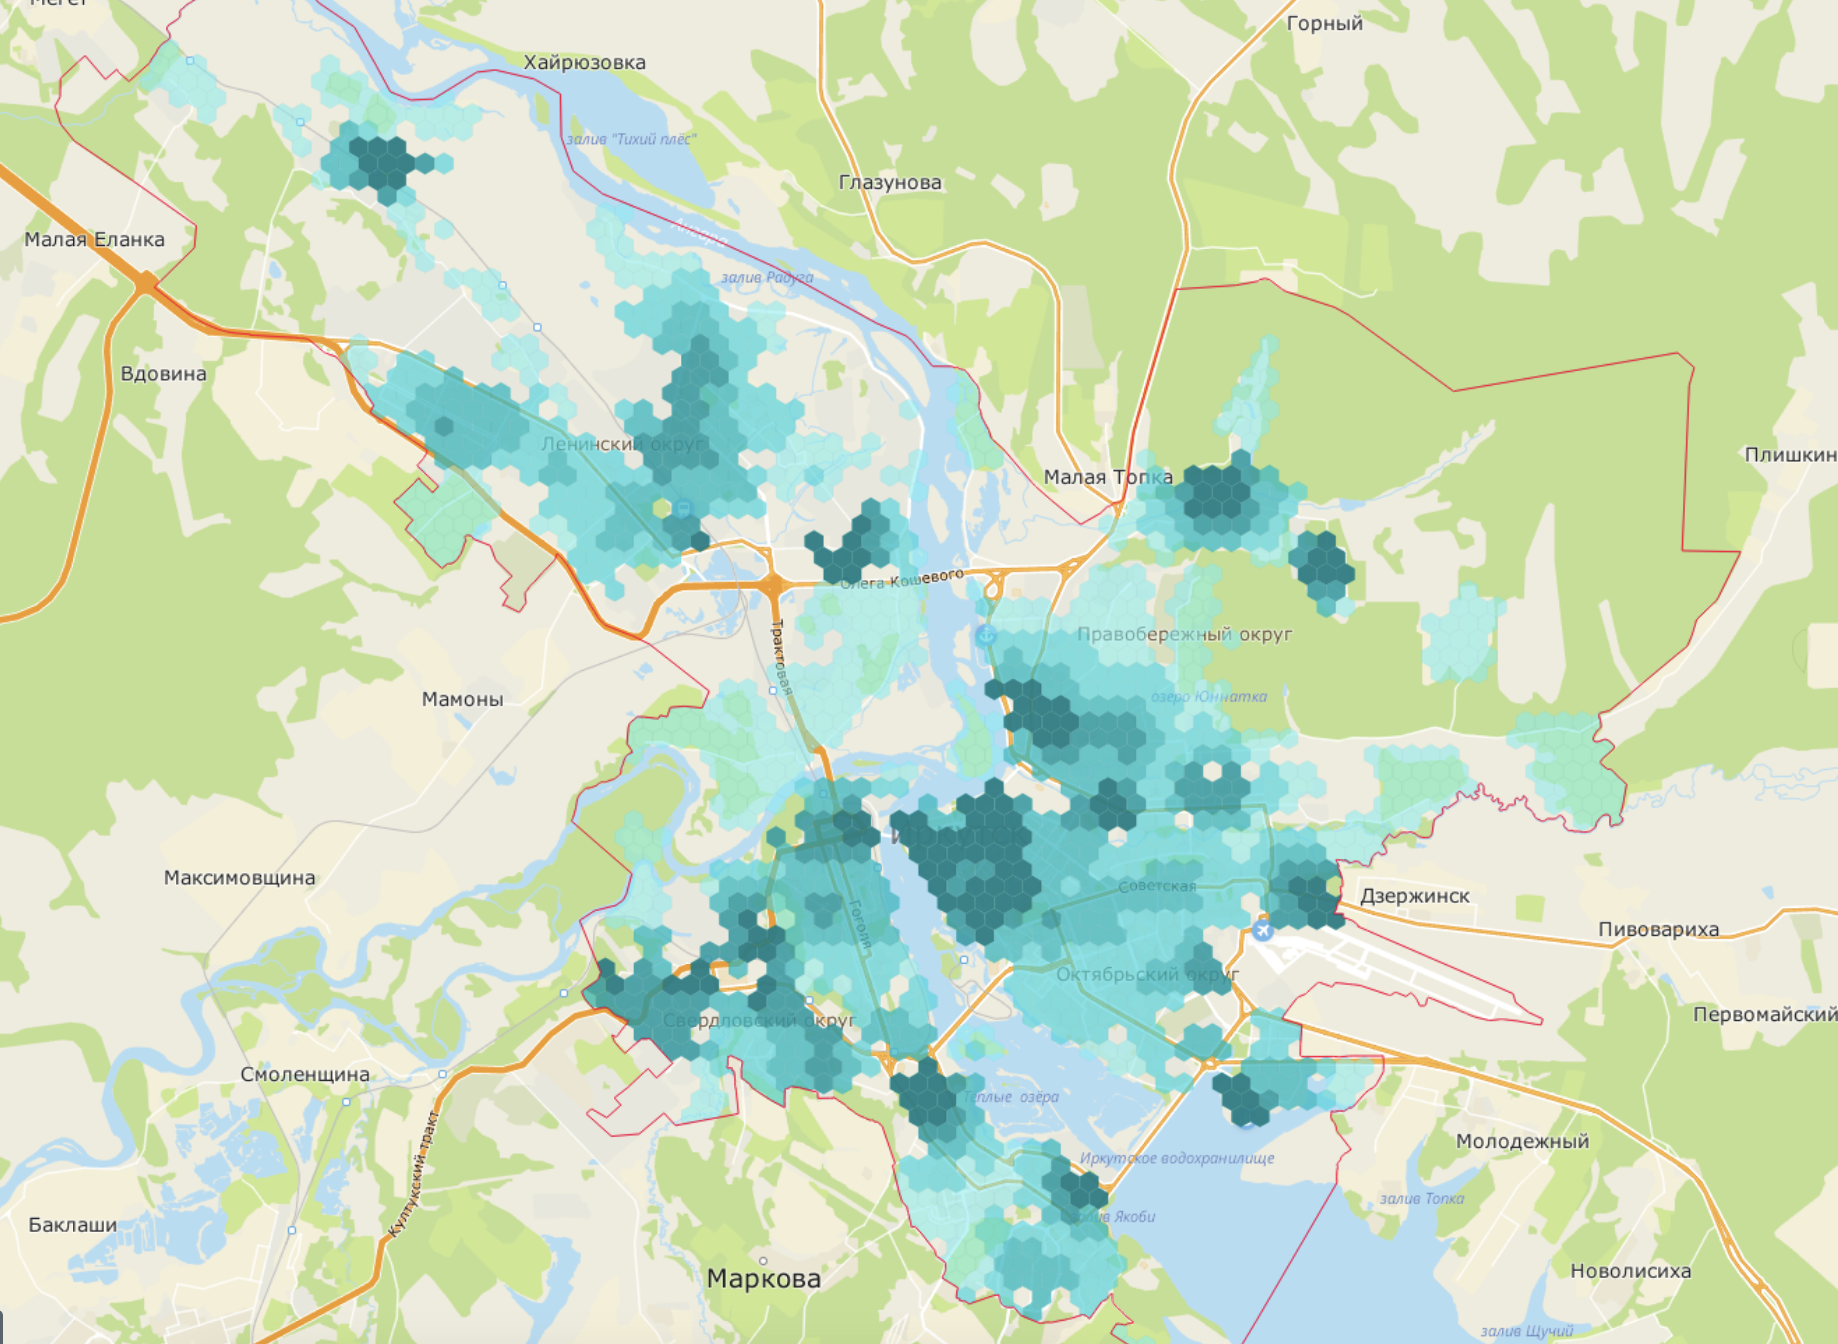 Мегет
Горный
Хайрюзовка
залив "Тихий плёс"
Глазунова
Малая Еланка
Ангара
залив Радуга
Вдовина
Ленинский округ
Плишкин
Малая Топка
Олега Кошевого
Правобережный округ
Трактовая
Мамоны
озеро Юннатка
Максимовщина
Советская
Дзержинск
Гоголя
Пивовариха
Октябрьский округ
Свердловский округ
Первомайский
Смоленщина
Тёплые озёра
Култукский тракт
Молодежный
Иркутское водохранилище
залив Топка
Баклаши
залив Якоби
Маркова
Новолисиха
залив Щучий